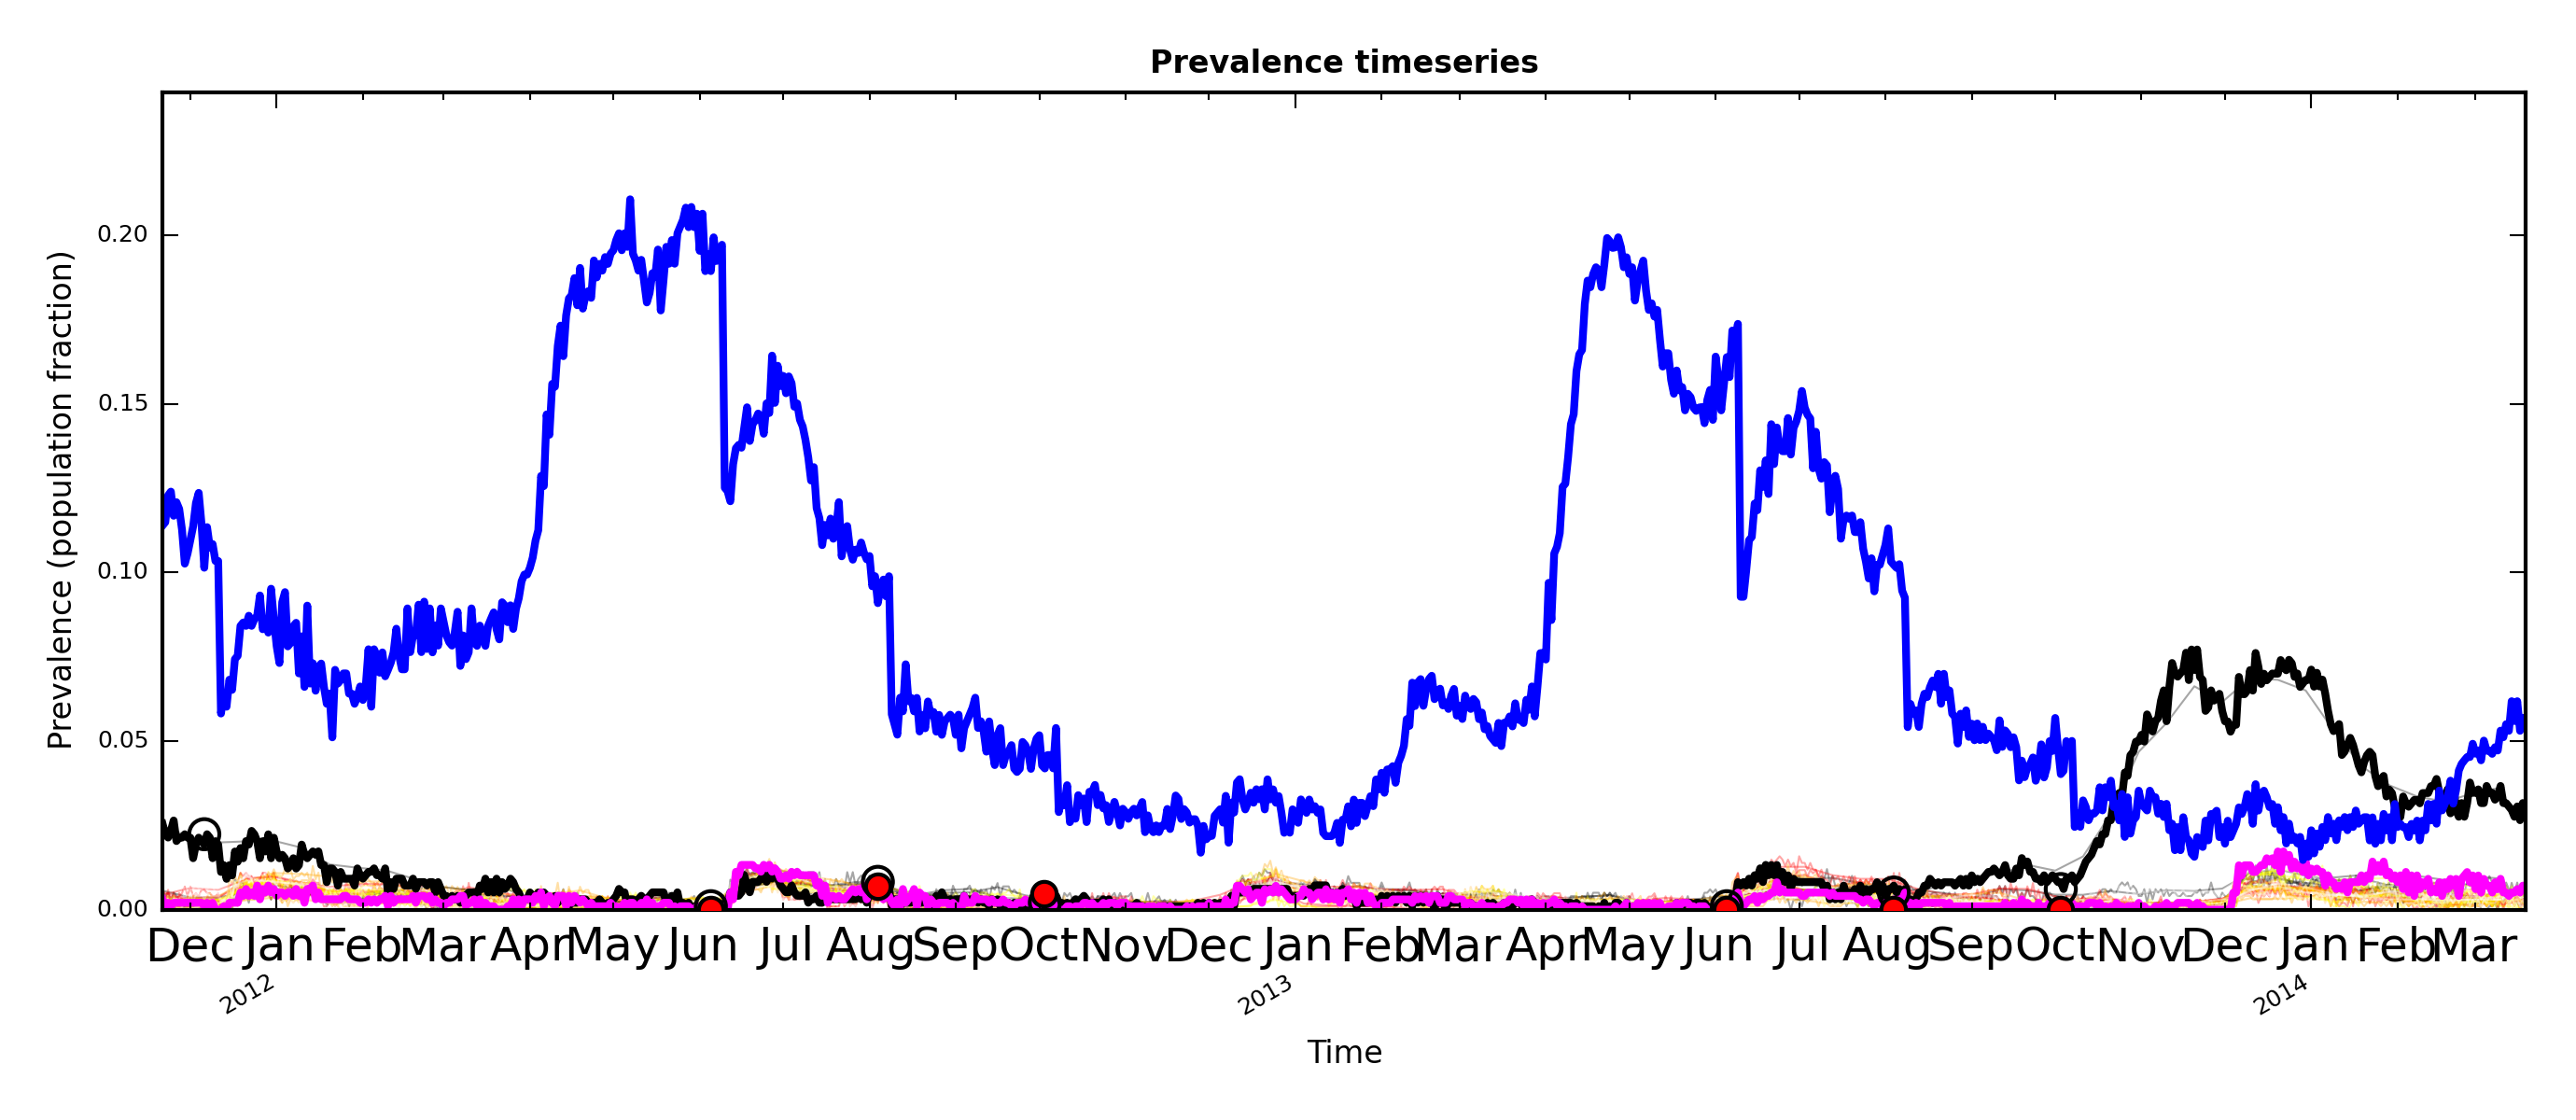 Prevalence timeseries
Prevalence (population fraction)
0.20
0.15
0.10
0.05
0.00
Dec Jan Feb Mar Apr May Jun Jul Aug Sep Oct Nov Dec Jan Feb Mar Apr May Jun Jul Aug Sep Oct Nov Dec Jan Feb Mar
2012 2013 2014
Time